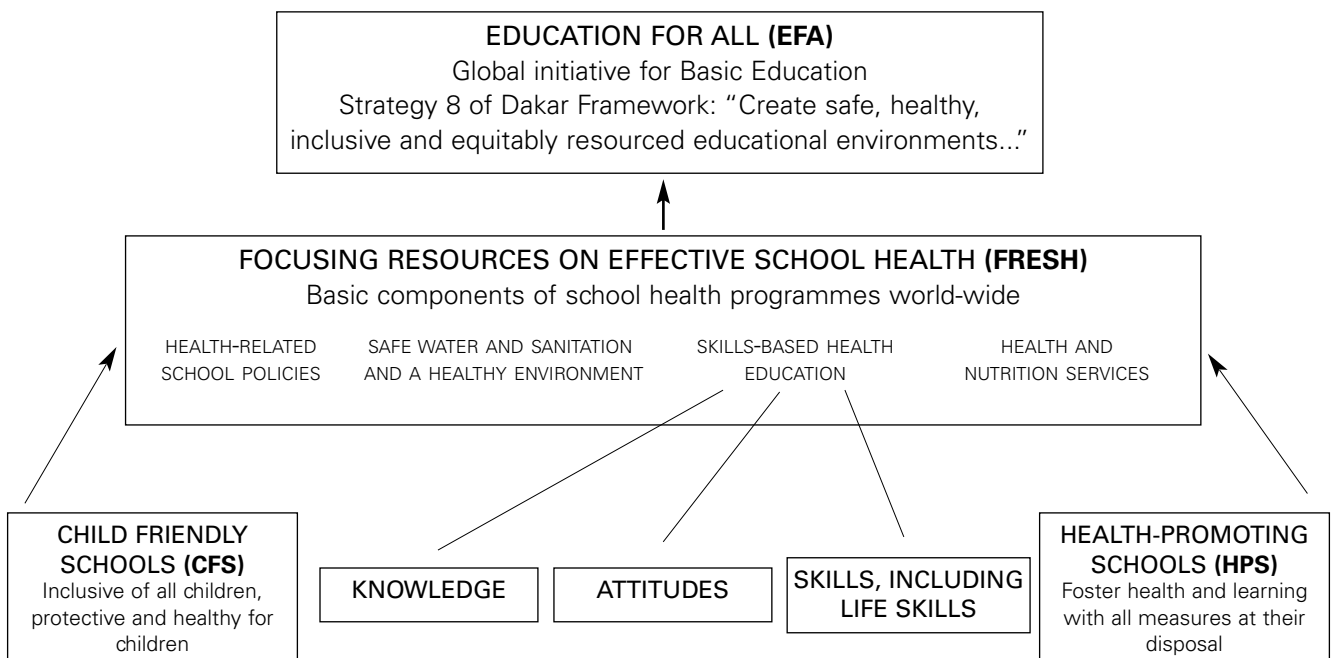 EDUCATION FOR ALL (EFA)
Global initiative for Basic Education
Strategy 8 of Dakar Framework: “Create safe, healthy,
inclusive and equitably resourced educational environments...”
FOCUSING RESOURCES ON EFFECTIVE SCHOOL HEALTH (FRESH)
Basic components of school health programmes world-wide
HEALTH-RELATED
SCHOOL POLICIES
SAFE WATER AND SANITATION
AND A HEALTHY ENVIRONMENT
SKILLS-BASED HEALTH
EDUCATION
HEALTH AND
NUTRITION SERVICES
CHILD FRIENDLY
SCHOOLS (CFS)
Inclusive of all children,
protective and healthy for
children
KNOWLEDGE
ATTITUDES
SKILLS, INCLUDING
LIFE SKILLS
HEALTH-PROMOTING
SCHOOLS (HPS)
Foster health and learning
with all measures at their
disposal